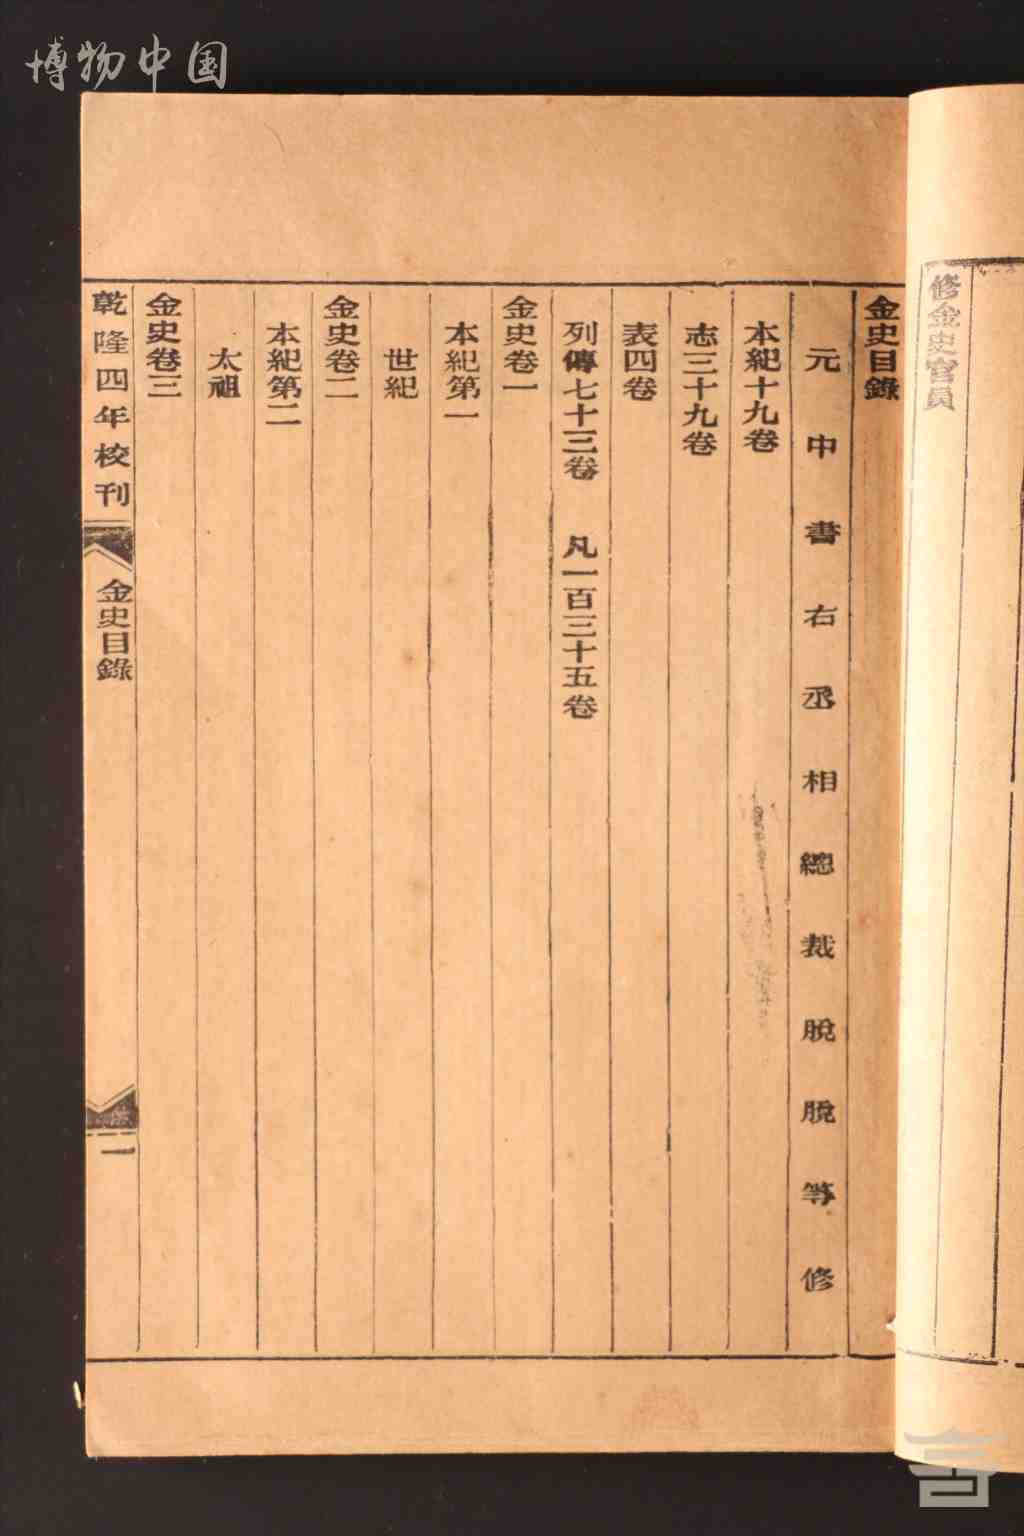 博物中国
修金史官員
金史目錄
元中書右丞相總裁脫脫等修
本紀十九卷
志三十九卷
表四卷
列傳七十三卷 凡一百三十五卷
金史卷一
本紀第一
世紀
金史卷二
本紀第二
太祖
金史卷三
乾隆四年校刊
金史目錄
一